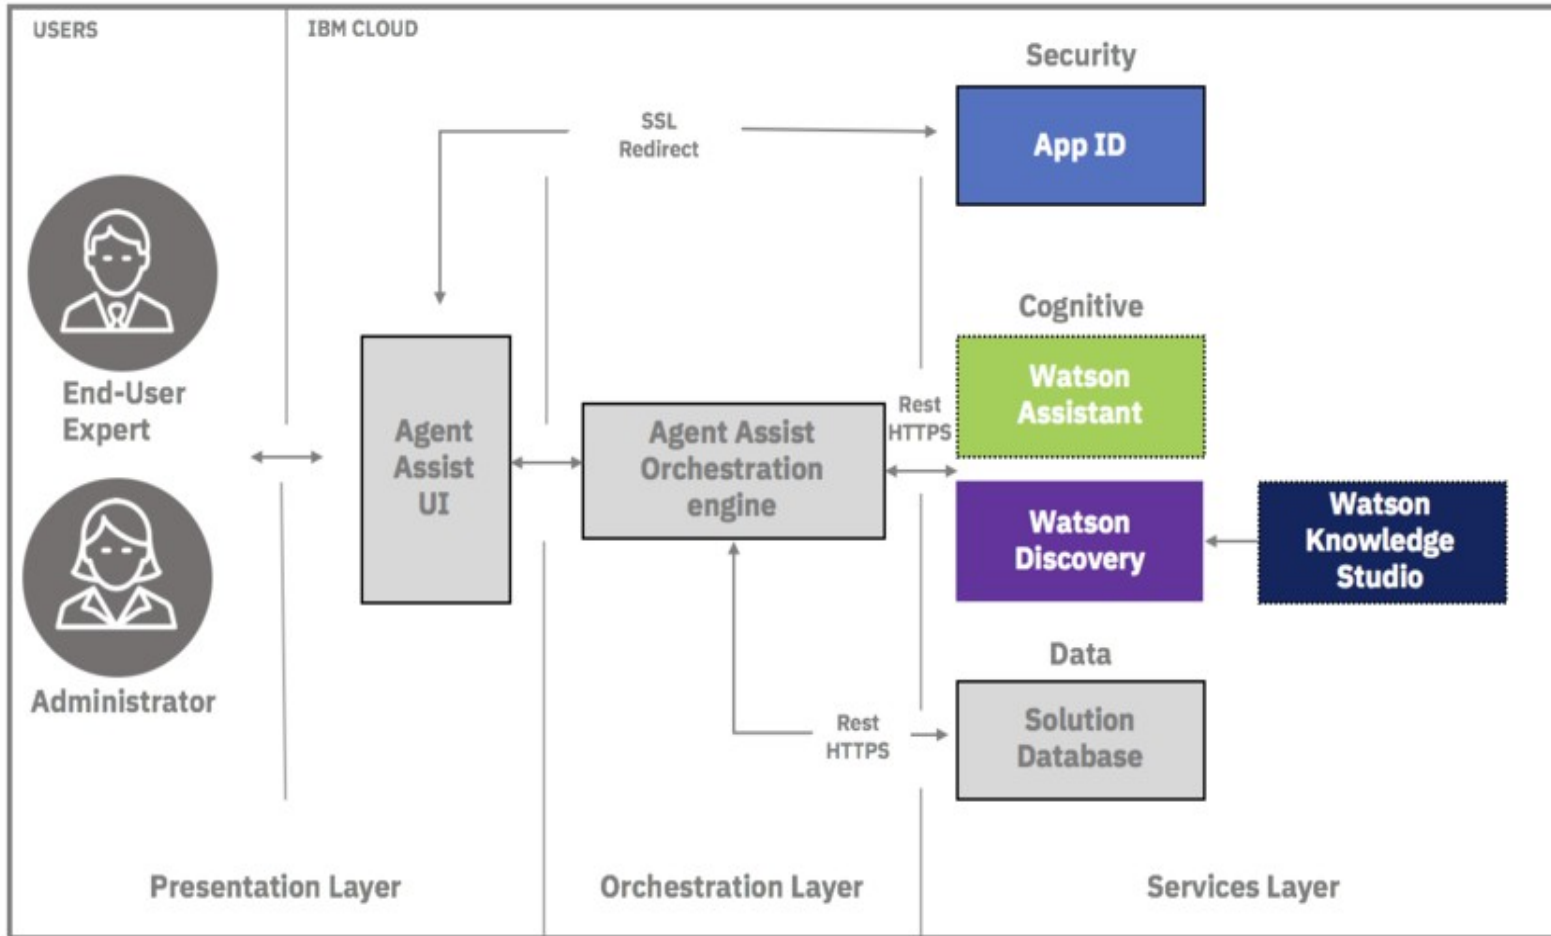 USERS
IBM CLOUD
Security
SSL
Redirect
App ID
End-User
Expert
Administrator
Agent
Assist
UI
Agent Assist
Orchestration
engine
Rest
HTTPS
Cognitive
Watson
Assistant
Watson
Discovery
Watson
Knowledge
Studio
Data
Rest
HTTPS
Solution
Database
Presentation Layer
Orchestration Layer
Services Layer